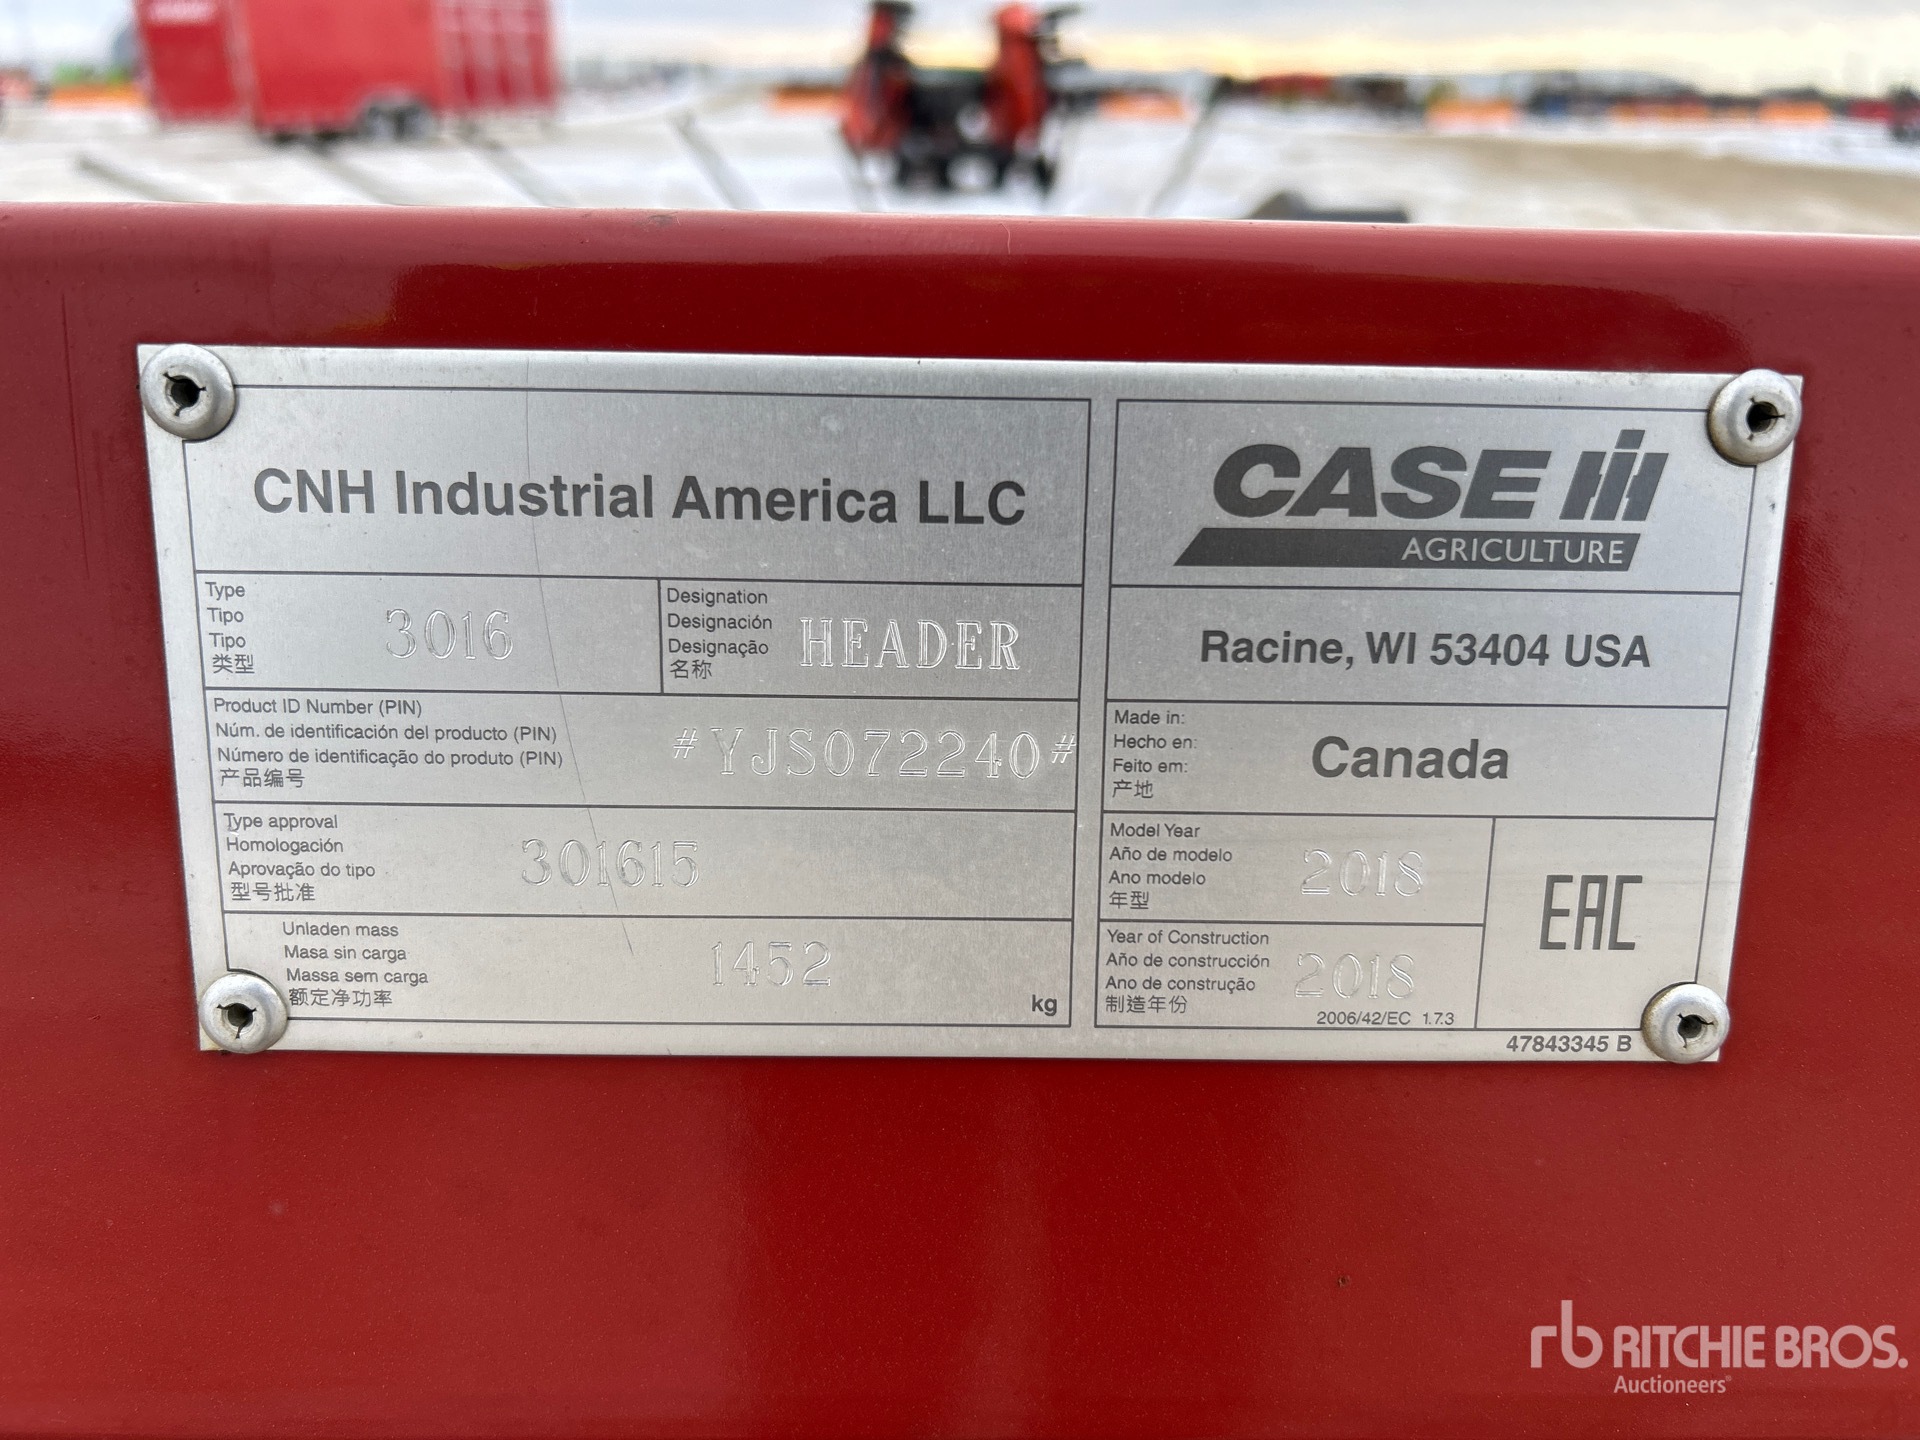 CNH Industrial America LLC
Type
Tipo
Tipo
类型
3016
Designation
Designación
Designação
名称
HEADER
Product ID Number (PIN)
Núm. de identificación del producto (PIN)
Número de identificação do produto (PIN)
产品编号
#YJS072240#
Type approval
Homologación
Aprovação do tipo
型号批准
301615
Unladen mass
Masa sin carga
Massa sem carga
额定净功率
1452
kg
CASE IH
AGRICULTURE
Racine, WI 53404 USA
Made in:
Hecho en:
Feito em:
产地
Canada
Model Year
Año de modelo
Ano modelo
年型
2018
Year of Construction
Año de construcción
Ano de construção
制造年份
2018
2006/42/EC 1.7.3
EAC
47843345 B
rb RITCHIE BROS.
Auctioneers®